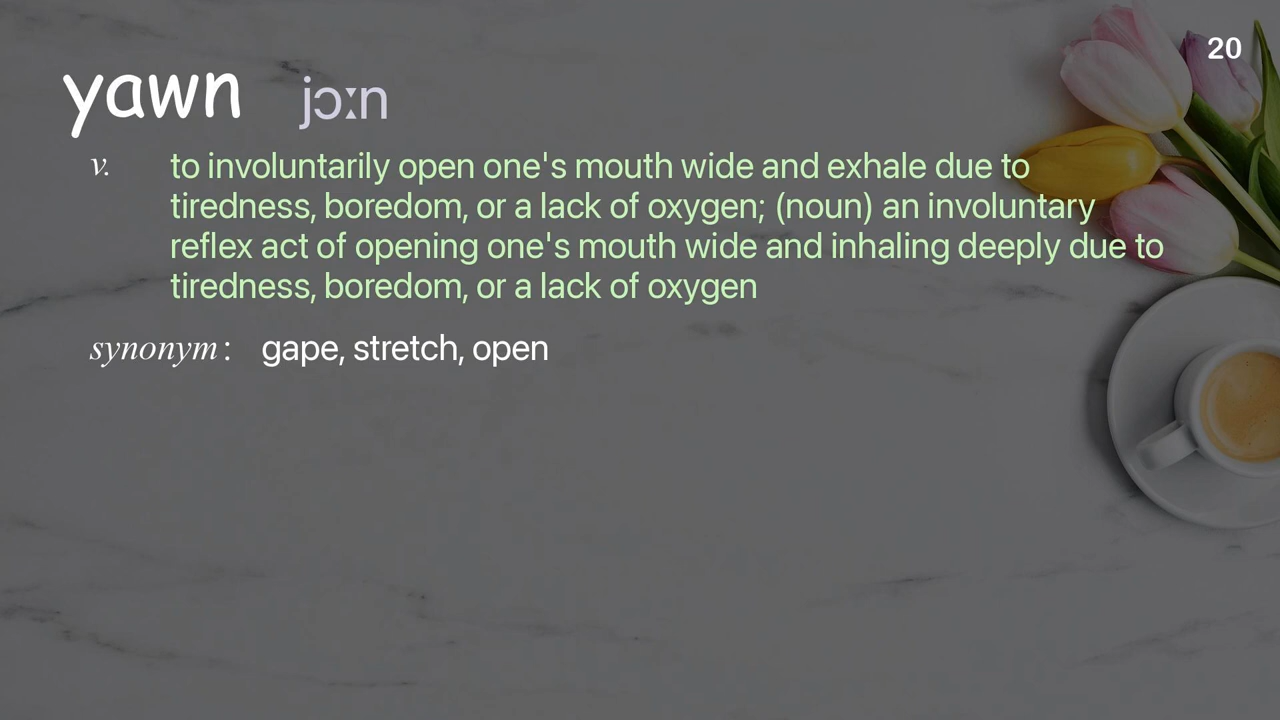 20
yawn jɔːn
v. to involuntarily open one's mouth wide and exhale due to
tiredness, boredom, or a lack of oxygen; (noun) an involuntary
reflex act of opening one's mouth wide and inhaling deeply due to
tiredness, boredom, or a lack of oxygen
synonym : gape, stretch, open